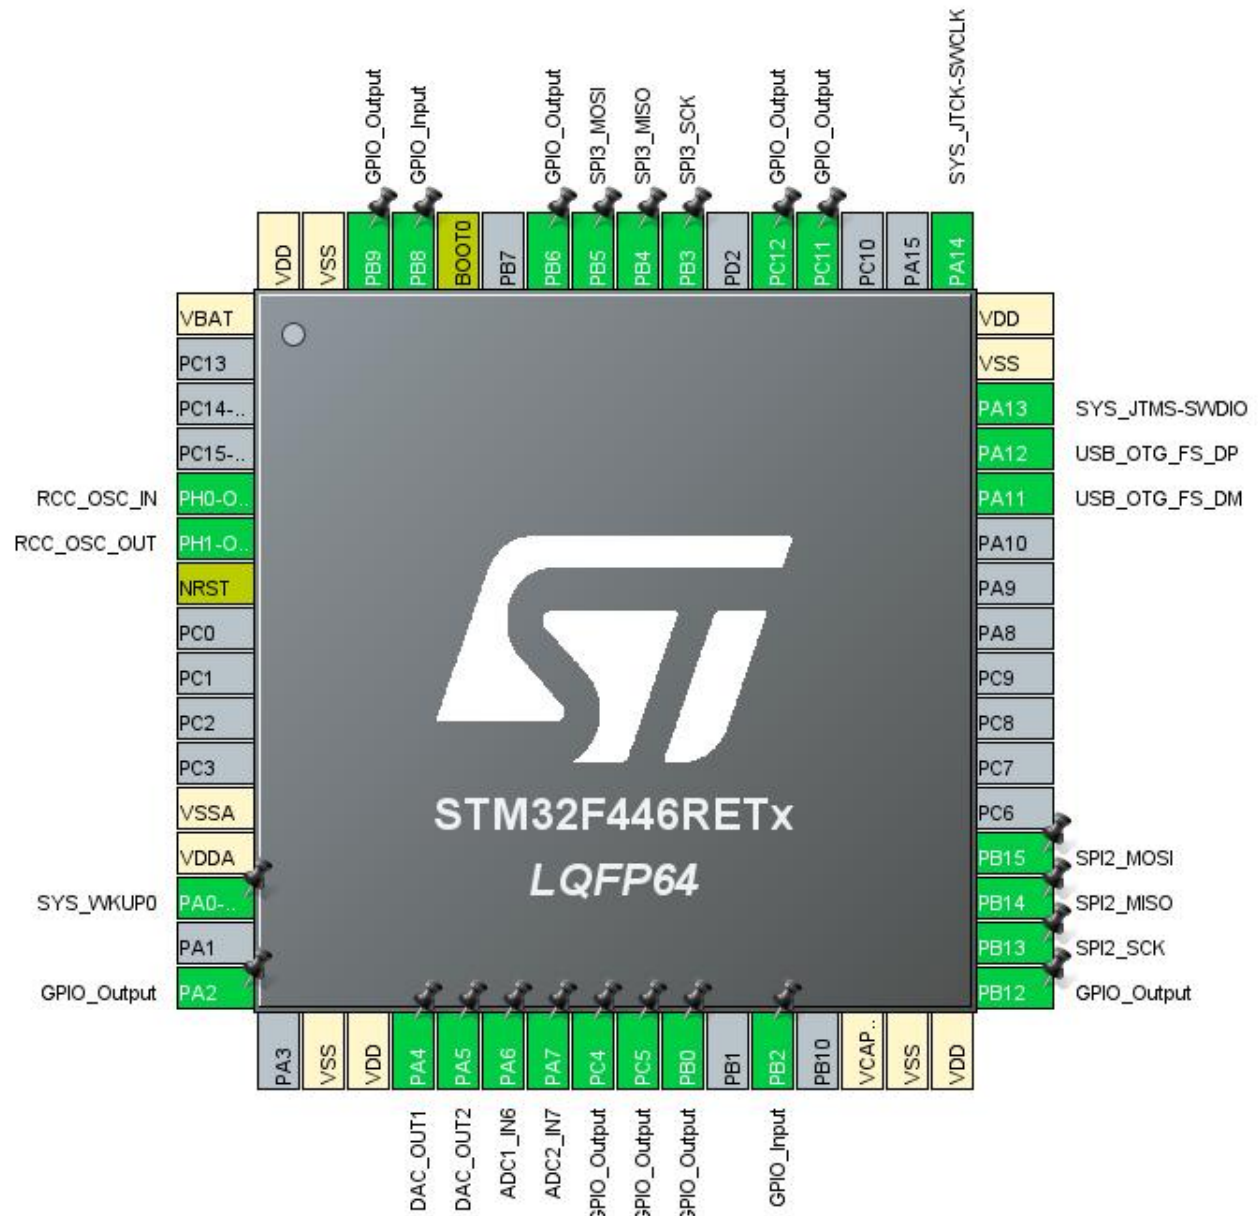 GPIO_Output
GPIO_Input
GPIO_Output
SPI3_MOSI
SPI3_MISO
SPI3_SCK
GPIO_Output
GPIO_Output
SYS_JTCK-SWCLK
VDD
VSS
PB9
PB8
BOOT0
PB7
PB6
PB5
PB4
PB3
PD2
PC12
PC11
PC10
PA15
PA14
VBAT
PC13
PC14-..
PC15-..
RCC_OSC_IN PH0-O..
RCC_OSC_OUT PH1-O..
NRST
PC0
PC1
PC2
PC3
VSSA
VDDA
SYS_WKUP0 PA0-..
PA1
GPIO_Output PA2
STM32F446RETx
LQFP64
VDD
VSS
PA13 SYS_JTMS-SWDIO
PA12 USB_OTG_FS_DP
PA11 USB_OTG_FS_DM
PA10
PA9
PA8
PC9
PC8
PC7
PC6
PB15 SPI2_MOSI
PB14 SPI2_MISO
PB13 SPI2_SCK
PB12 GPIO_Output
PA3
VSS
VDD
PA4
PA5
PA6
PA7
PC4
PC5
PB0
PB1
PB2
PB10
VCAP..
VSS
VDD
DAC_OUT1
DAC_OUT2
ADC1_IN6
ADC2_IN7
GPIO_Output
GPIO_Output
GPIO_Output
GPIO_Input